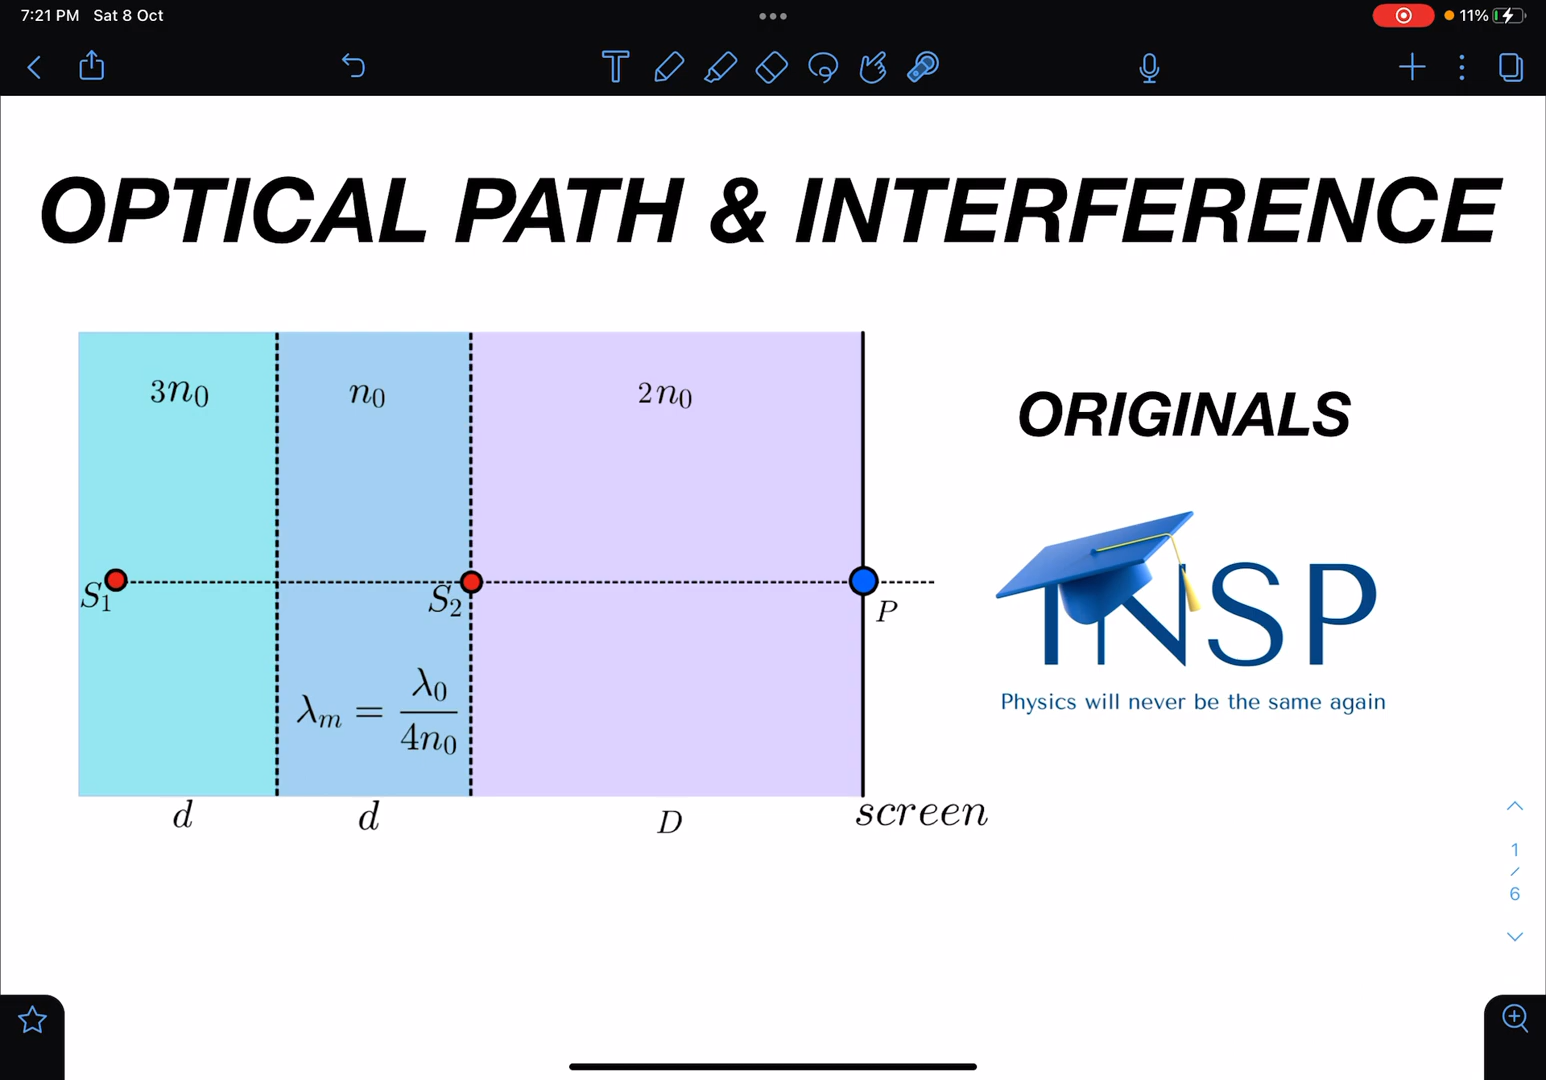 7:21 PM Sat 8 Oct
11%
OPTICAL PATH & INTERFERENCE
3n₀ n₀ 2n₀
ORIGINALS
S₁ S₂ P
INSP
Physics will never be the same again
λₘ = λ₀/4n₀
d d D screen
1
/
6